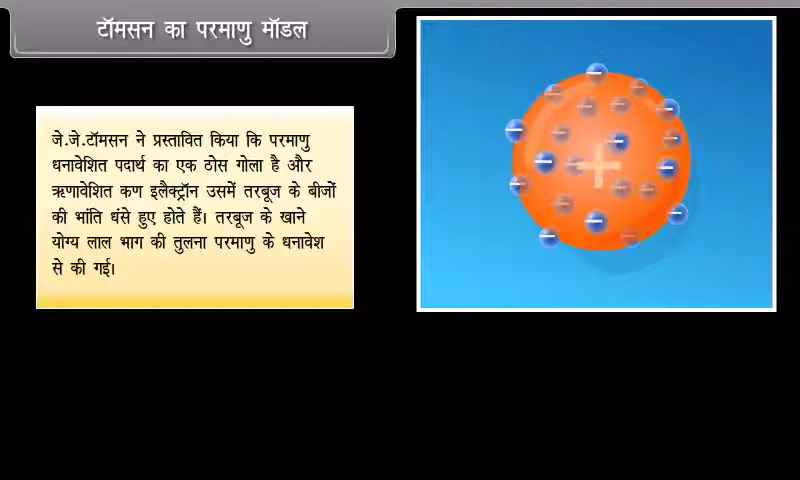 टॉमसन का परमाणु मॉडल
जे.जे.टॉमसन ने प्रस्तावित किया कि परमाणु
धनावेशित पदार्थ का एक ठोस गोला है और
ऋणावेशित कण इलैक्ट्रॉन उसमें तरबूज के बीजों
की भांति धंसे हुए होते हैं। तरबूज के खाने
योग्य लाल भाग की तुलना परमाणु के धनावेश
से की गई।